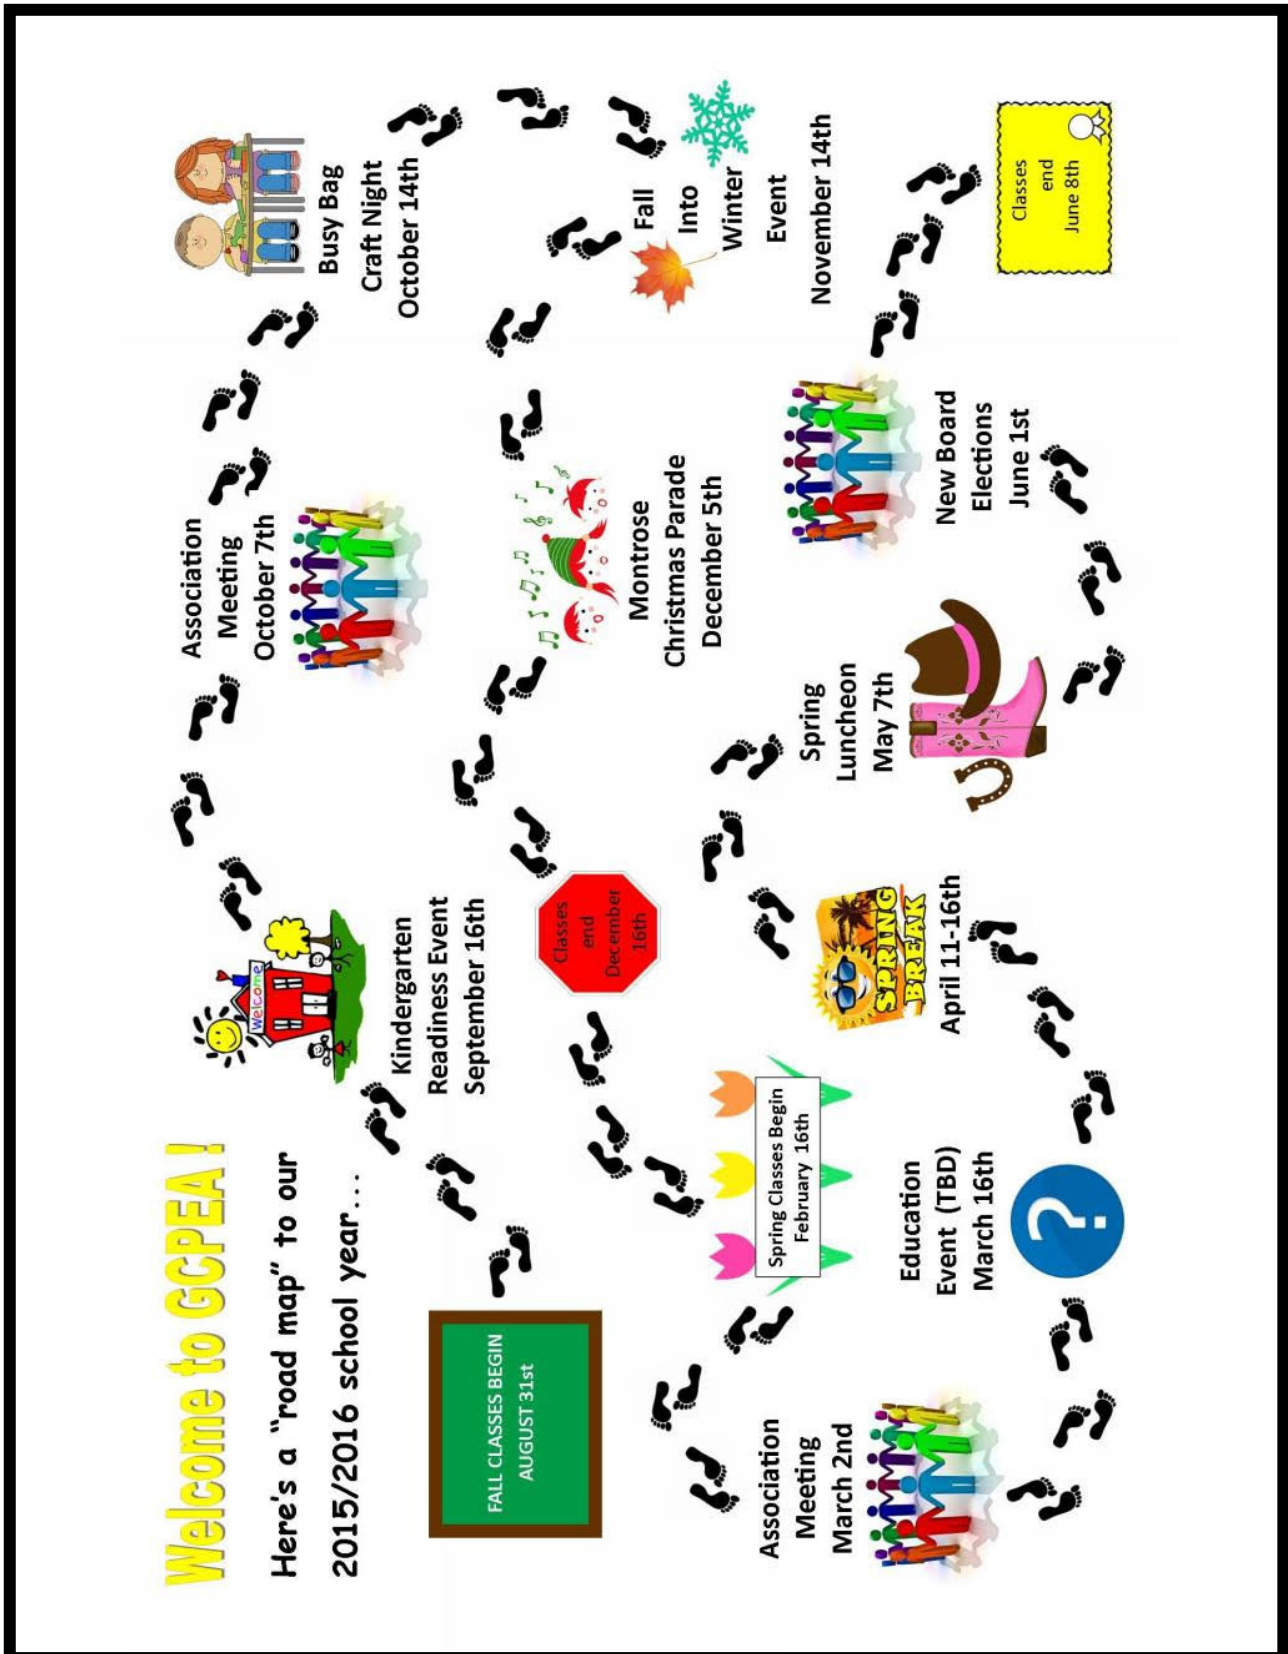 Welcome to GCPEA !
Here's a "road map" to our
2015/2016 school year...
FALL CLASSES BEGIN
AUGUST 31st
Welcome
Kindergarten
Readiness Event
September 16th
Association
Meeting
October 7th
Busy Bag
Craft Night
October 14th
Fall
Into
Winter
Event
November 14th
Montrose
Christmas Parade
December 5th
Classes
end
December
16th
Spring Classes Begin
February 16th
Association
Meeting
March 2nd
Education
Event (TBD)
March 16th
?
SPRING
BREAK
April 11-16th
Spring
Luncheon
May 7th
New Board
Elections
June 1st
Classes
end
June 8th